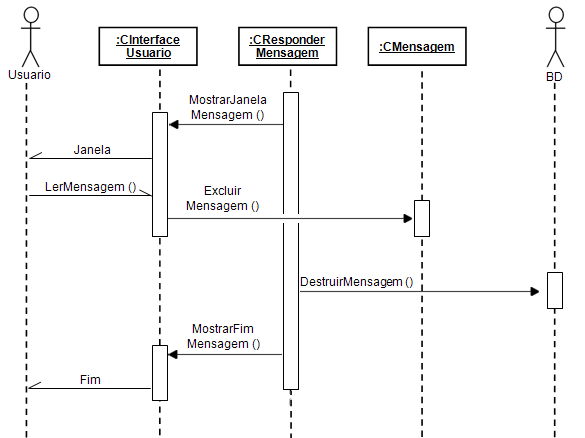 :CInterface
Usuario
:CResponder
Mensagem
:CMensagem
Usuario
BD
MostrarJanela
Mensagem ()
Janela
LerMensagem ()
Excluir
Mensagem ()
DestruirMensagem ()
MostrarFim
Mensagem ()
Fim